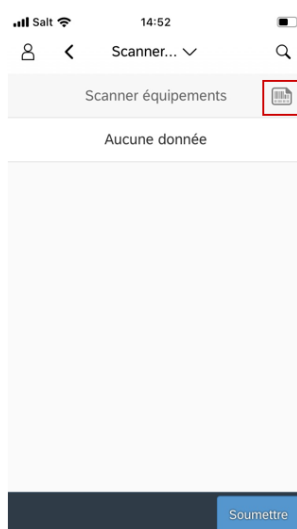 Salt 14:52
Scanner...
Scanner équipements
Aucune donnée
Soumettre